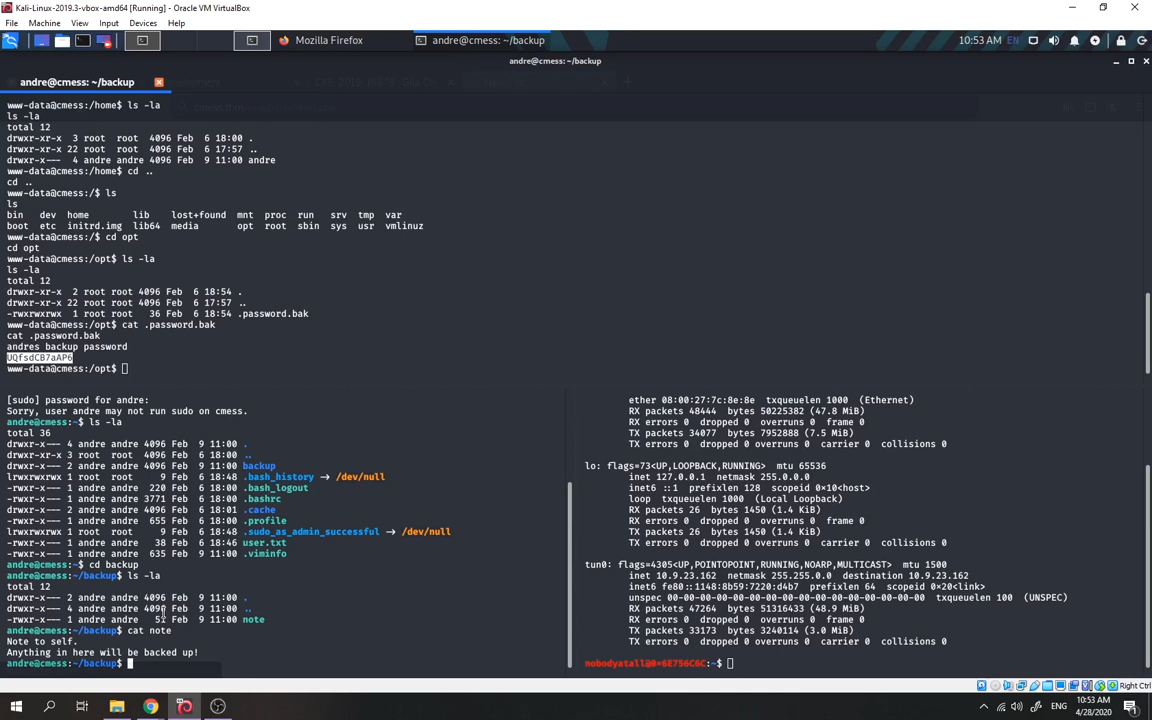 Kali-Linux-2019.3-vbox-amd64 [Running] - Oracle VM VirtualBox
File Machine View Input Devices Help
Mozilla Firefox
andre@cmess: ~/backup
10:53 AM EN
andre@cmess: ~/backup
andre@cmess: ~/backup
www-data@cmess:/home$ ls -la
ls -la
total 12
drwxr-xr-x 3 root root 4096 Feb 6 18:00 .
drwxr-xr-x 22 root root 4096 Feb 6 17:57 ..
drwxr-x--- 4 andre andre 4096 Feb 9 11:00 andre
www-data@cmess:/home$ cd ..
cd ..
www-data@cmess:/$ ls
ls
bin dev home lib lost+found mnt proc run srv tmp var
boot etc initrd.img lib64 media opt root sbin sys usr vmlinuz
www-data@cmess:/$ cd opt
cd opt
www-data@cmess:/opt$ ls -la
ls -la
total 12
drwxr-xr-x 2 root root 4096 Feb 6 18:54 .
drwxr-xr-x 22 root root 4096 Feb 6 17:57 ..
-rwxrwxrwx 1 root root 36 Feb 6 18:54 .password.bak
www-data@cmess:/opt$ cat .password.bak
cat .password.bak
andres backup password
UQfsdCB7aAP6
www-data@cmess:/opt$
[sudo] password for andre:
Sorry, user andre may not run sudo on cmess.
andre@cmess:~$ ls -la
total 36
drwxr-x--- 4 andre andre 4096 Feb 9 11:00 .
drwxr-xr-x 3 root root 4096 Feb 6 18:00 ..
drwxr-x--- 2 andre andre 4096 Feb 9 11:00 backup
lrwxrwxrwx 1 root root 9 Feb 6 18:48 .bash_history → /dev/null
-rwxr-x--- 1 andre andre 220 Feb 9 11:00 .bash_logout
-rwxr-x--- 1 andre andre 3771 Feb 9 11:00 .bashrc
drwxr-x--- 2 andre andre 4096 Feb 6 18:01 .cache
-rwxr-x--- 1 andre andre 655 Feb 9 11:00 .profile
lrwxrwxrwx 1 root root 9 Feb 6 18:48 .sudo_as_admin_successful → /dev/null
-rwxr-x--- 1 andre andre 38 Feb 6 18:46 user.txt
-rwxr-x--- 1 andre andre 635 Feb 9 11:00 .viminfo
andre@cmess:~$ cd backup
andre@cmess:~/backup$ ls -la
total 12
drwxr-x--- 2 andre andre 4096 Feb 9 11:00 .
drwxr-x--- 4 andre andre 4096 Feb 9 11:00 ..
-rwxr-x--- 1 andre andre 51 Feb 9 11:00 note
andre@cmess:~/backup$ cat note
Note to self.
Anything in here will be backed up!
andre@cmess:~/backup$
ether 08:00:27:7c:8e:8e txqueuelen 1000 (Ethernet)
RX packets 48444 bytes 50225382 (47.8 MiB)
RX errors 0 dropped 0 overruns 0 frame 0
TX packets 34077 bytes 7952888 (7.5 MiB)
TX errors 0 dropped 0 overruns 0 carrier 0 collisions 0
lo: flags=73<UP,LOOPBACK,RUNNING> mtu 65536
inet 127.0.0.1 netmask 255.0.0.0
inet6 ::1 prefixlen 128 scopeid 0×10<host>
loop txqueuelen 1000 (Local Loopback)
RX packets 26 bytes 1450 (1.4 KiB)
RX errors 0 dropped 0 overruns 0 frame 0
TX packets 26 bytes 1450 (1.4 KiB)
TX errors 0 dropped 0 overruns 0 carrier 0 collisions 0
tun0: flags=4305<UP,POINTOPOINT,RUNNING,NOARP,MULTICAST> mtu 1500
inet 10.9.23.162 netmask 255.255.0.0 destination 10.9.23.162
inet6 fe80::1148:8b59:7220:d4b7 prefixlen 64 scopeid 0×20<link>
unspec 00-00-00-00-00-00-00-00-00-00-00-00-00-00-00-00 txqueuelen 100 (UNSPEC)
RX packets 47264 bytes 51316433 (48.9 MiB)
RX errors 0 dropped 0 overruns 0 frame 0
TX packets 33173 bytes 3240114 (3.0 MiB)
TX errors 0 dropped 0 overruns 0 carrier 0 collisions 0
nobodyatall@0×6E756C6C:~$
Right Ctrl
ENG
10:53 AM
4/28/2020